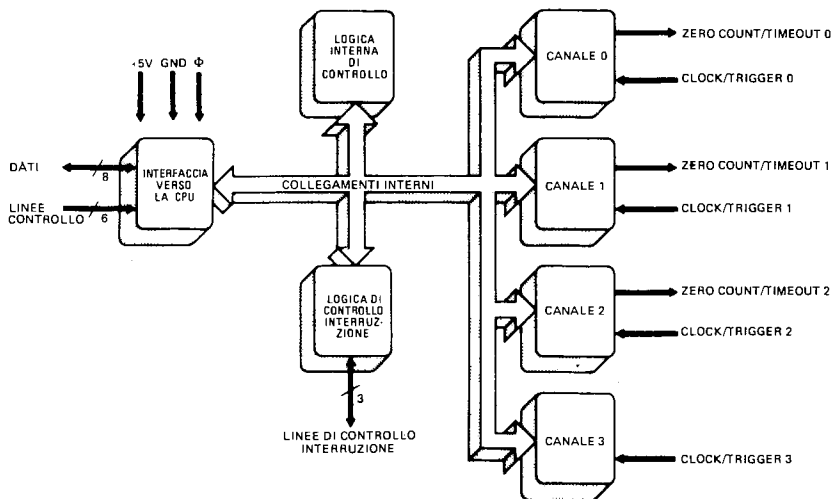 +5V GND Φ
DATI
8
LINEE
CONTROLLO
6
INTERFACCIA
VERSO
LA CPU
LOGICA
INTERNA
DI
CONTROLLO
COLLEGAMENTI INTERNI
LOGICA DI
CONTROLLO
INTERRUZ-
ZIONE
3
LINEE DI CONTROLLO
INTERRUZIONE
CANALE 0
ZERO COUNT/TIMEOUT 0
CLOCK/TRIGGER 0
CANALE 1
ZERO COUNT/TIMEOUT 1
CLOCK/TRIGGER 1
CANALE 2
ZERO COUNT/TIMEOUT 2
CLOCK/TRIGGER 2
CANALE 3
CLOCK/TRIGGER 3